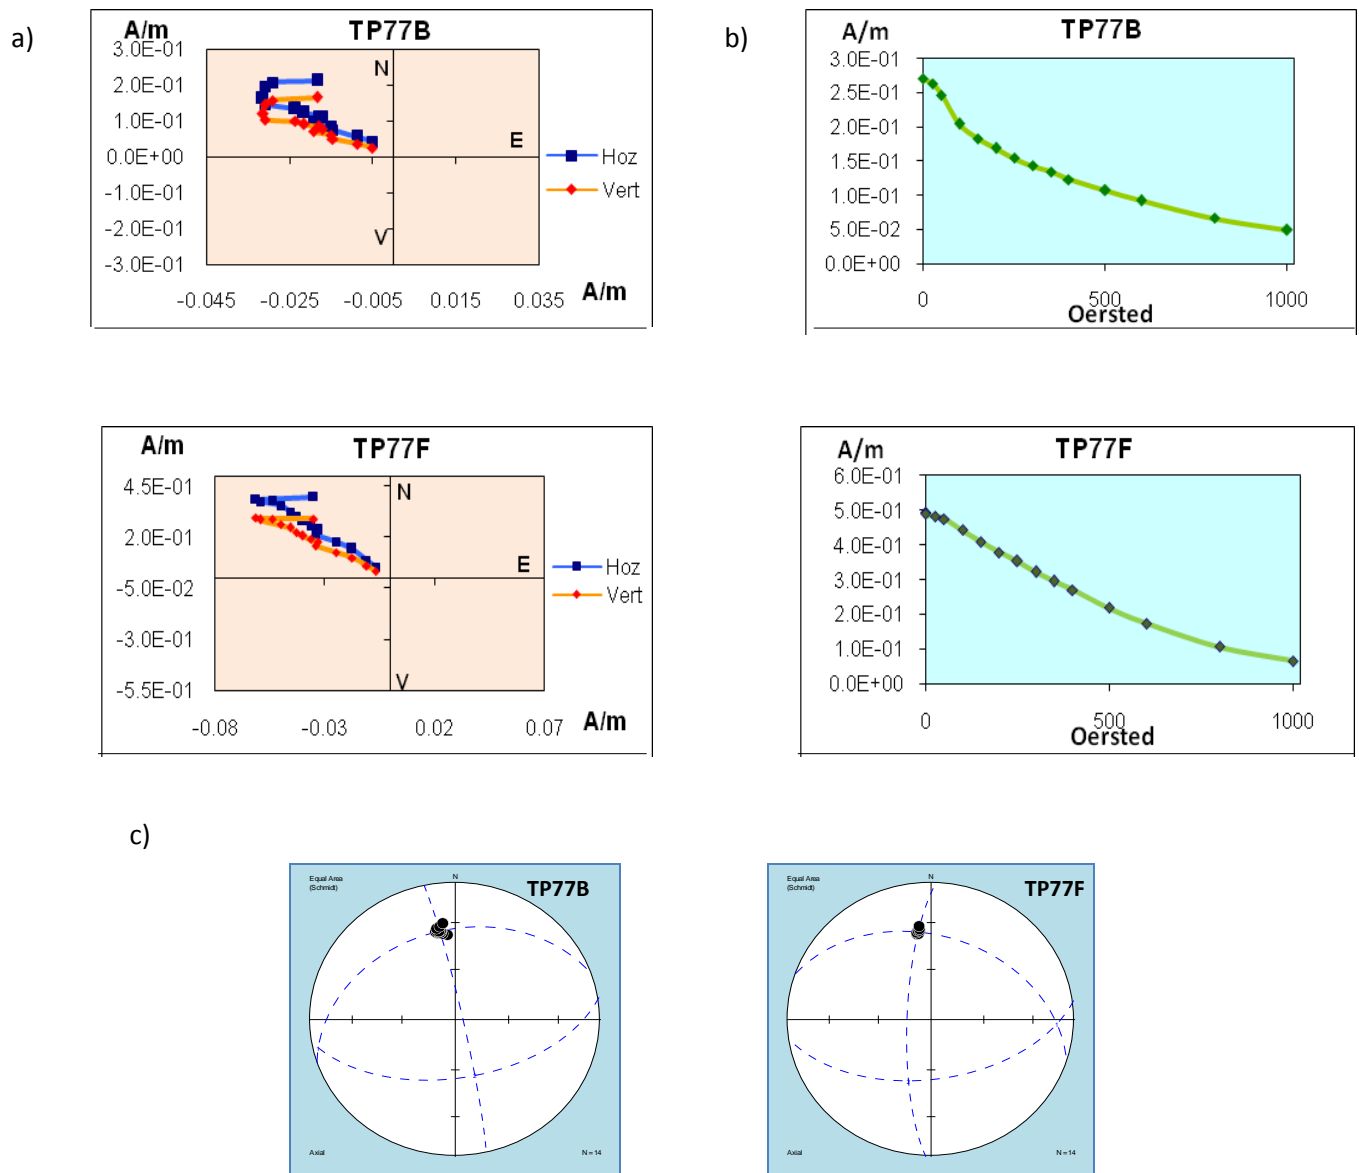 a)
A/m TP77B
3.0E-01
2.0E-01
1.0E-01
0.0E+00
-1.0E-01
-2.0E-01
-3.0E-01
N
E
V
-0.045 -0.025 -0.005 0.015 0.035 A/m
Hoz
Vert
b)
A/m TP77B
3.0E-01
2.5E-01
2.0E-01
1.5E-01
1.0E-01
5.0E-02
0.0E+00
0 500 1000
Oersted
A/m TP77F
4.5E-01
2.0E-01
-5.0E-02
-3.0E-01
-5.5E-01
N
E
V
-0.08 -0.03 0.02 0.07 A/m
Hoz
Vert
A/m TP77F
6.0E-01
5.0E-01
4.0E-01
3.0E-01
2.0E-01
1.0E-01
0.0E+00
0 500 1000
Oersted
c)
Equal Area
(Schmidt)
N
TP77B
Axial N=14
Equal Area
(Schmidt)
N
TP77F
Axial N=14